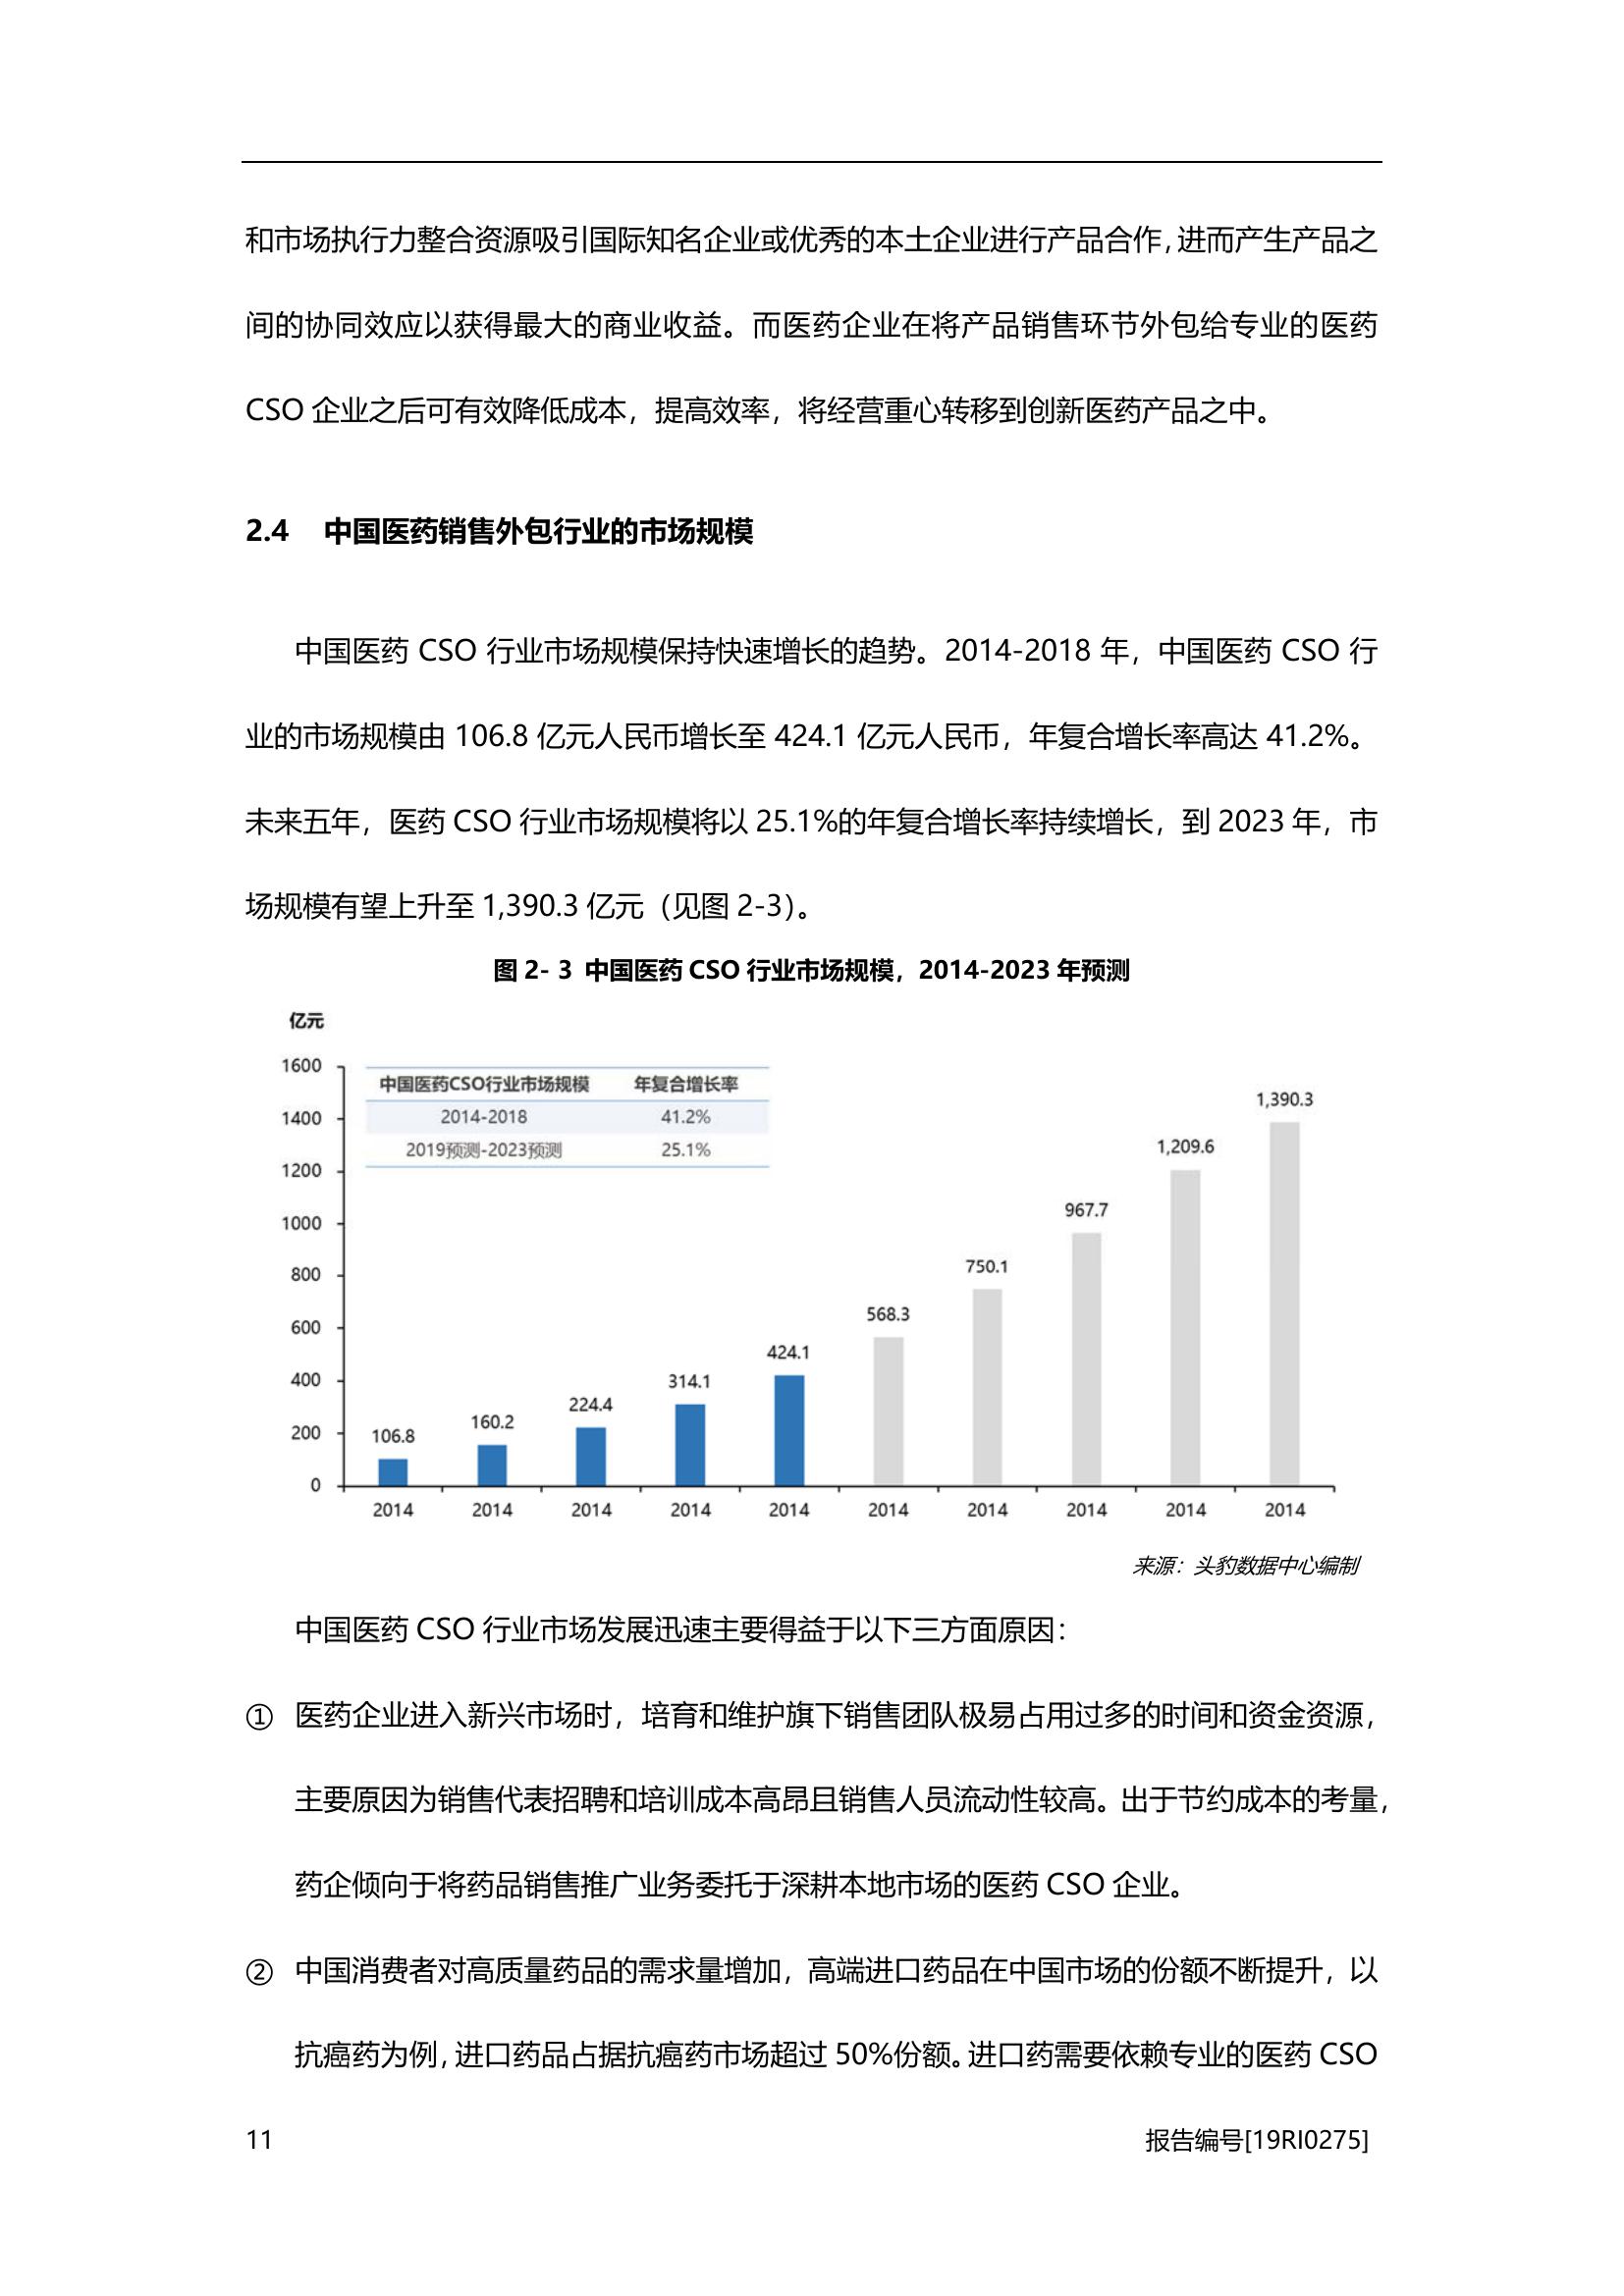 和市场执行力整合资源吸引国际知名企业或优秀的本土企业进行产品合作，进而产生产品之
间的协同效应以获得最大的商业收益。而医药企业在将产品销售环节外包给专业的医药
CSO 企业之后可有效降低成本，提高效率，将经营重心转移到创新医药产品之中。
2.4 中国医药销售外包行业的市场规模
中国医药 CSO 行业市场规模保持快速增长的趋势。2014-2018 年，中国医药 CSO 行
业的市场规模由 106.8 亿元人民币增长至 424.1 亿元人民币，年复合增长率高达 41.2%。
未来五年，医药 CSO 行业市场规模将以 25.1%的年复合增长率持续增长，到 2023 年，市
场规模有望上升至 1,390.3 亿元（见图 2-3）。
图 2- 3 中国医药 CSO 行业市场规模，2014-2023 年预测
亿元
1600
1400
1200
1000
800
600
400
200
0
中国医药CSO行业市场规模 年复合增长率
2014-2018 41.2%
2019预测-2023预测 25.1%
106.8 160.2 224.4 314.1 424.1 568.3 750.1 967.7 1,209.6 1,390.3
2014 2014 2014 2014 2014 2014 2014 2014 2014 2014
来源：头豹数据中心编制
中国医药 CSO 行业市场发展迅速主要得益于以下三方面原因：
① 医药企业进入新兴市场时，培育和维护旗下销售团队极易占用过多的时间和资金资源，
主要原因为销售代表招聘和培训成本高昂且销售人员流动性较高。出于节约成本的考量，
药企倾向于将药品销售推广业务委托于深耕本地市场的医药 CSO 企业。
② 中国消费者对高质量药品的需求量增加，高端进口药品在中国市场的份额不断提升，以
抗癌药为例，进口药品占据抗癌药市场超过 50%份额。进口药需要依赖专业的医药 CSO
11 报告编号[19RI0275]